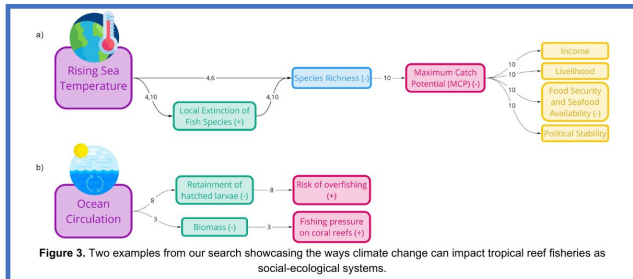 a)
Rising Sea
Temperature
4,6
4,10
Local Extinction of
Fish Species (+)
4,10
Species Richness (-)
10
Maximum Catch
Potential (MCP) (-)
10
Income
10
Livelihood
10
Food Security
and Seafood
Availability (-)
10
Political Stability
b)
Ocean
Circulation
8
Retainment of
hatched larvae (-)
8
Risk of overfishing
(+)
3
Biomass (-)
3
Fishing pressure
on coral reefs (+)
Figure 3. Two examples from our search showcasing the ways climate change can impact tropical reef fisheries as
social-ecological systems.